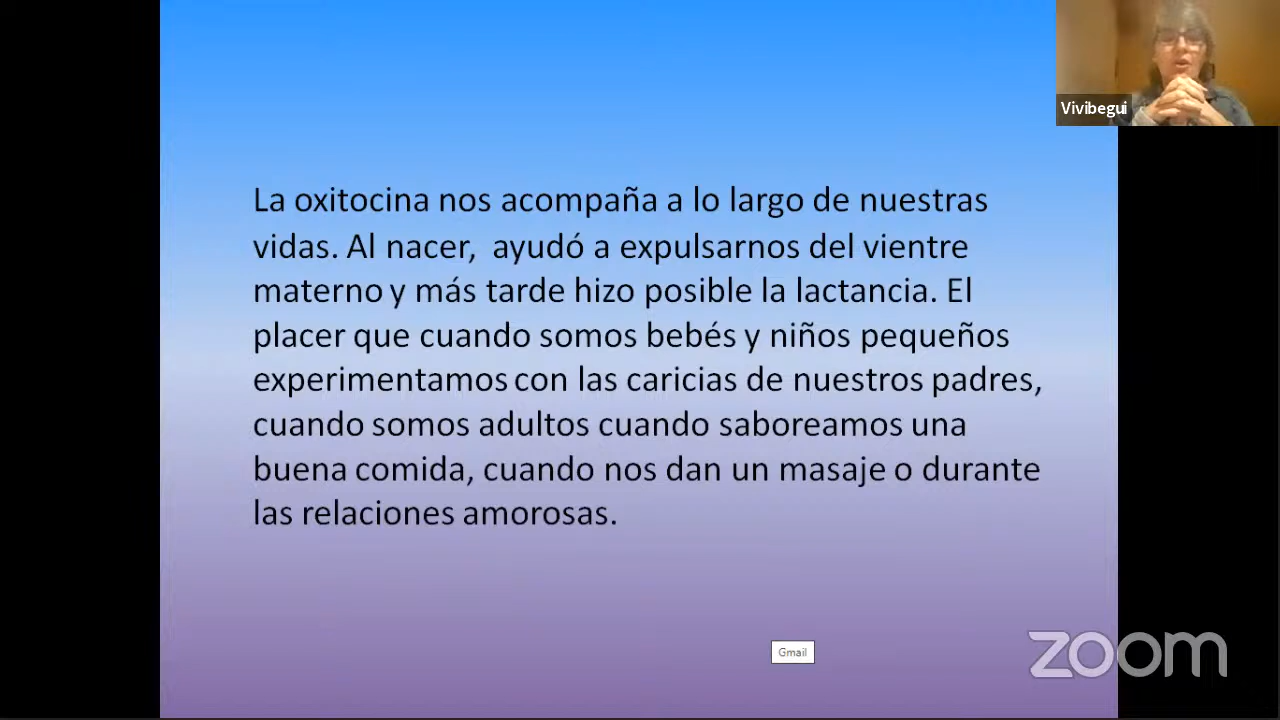 Vivibegui
La oxitocina nos acompaña a lo largo de nuestras
vidas. Al nacer,  ayudó a expulsarnos del vientre
materno y más tarde hizo posible la lactancia. El
placer que cuando somos bebés y niños pequeños
experimentamos con las caricias de nuestros padres,
cuando somos adultos cuando saboreamos una
buena comida, cuando nos dan un masaje o durante
las relaciones amorosas.
Gmail
zoom